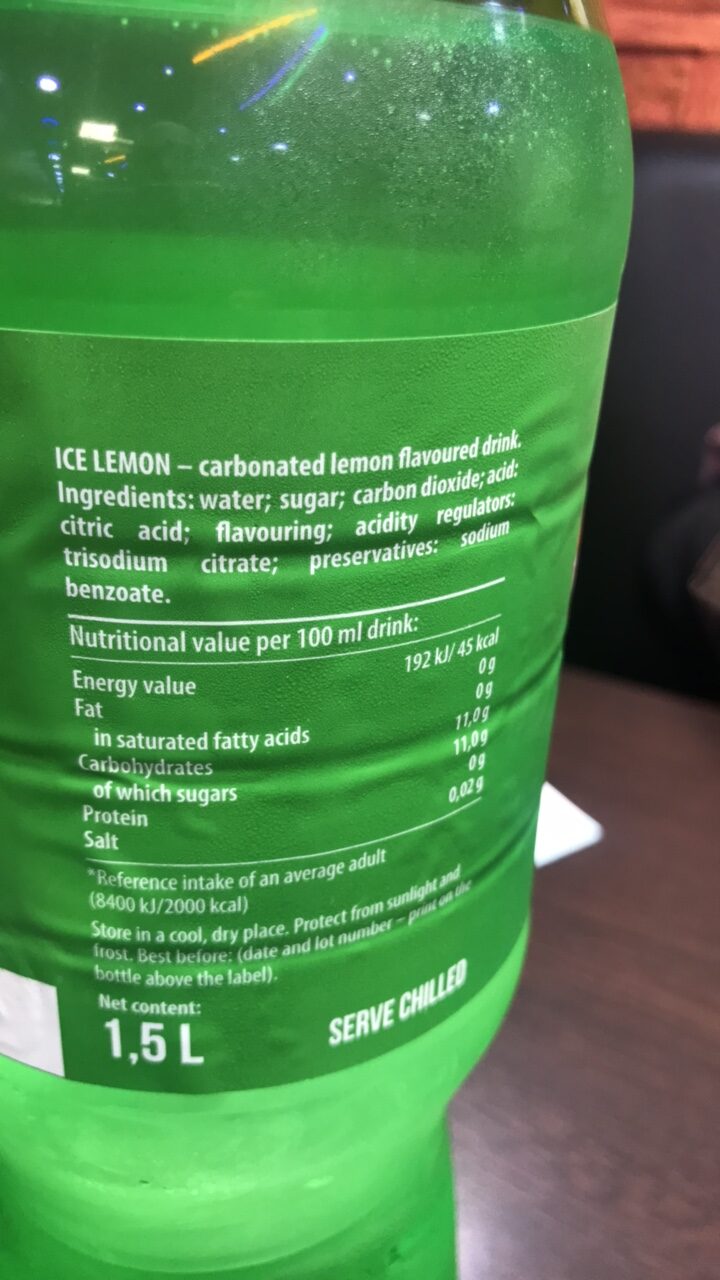 ICE LEMON – carbonated lemon flavoured drink.
Ingredients: water; sugar; carbon dioxide; acid:
citric acid; flavouring; acidity regulators:
trisodium citrate; preservatives: sodium
benzoate.
Nutritional value per 100 ml drink:
Energy value 192 kJ/ 45 kcal
Fat 0 g
in saturated fatty acids 0 g
Carbohydrates 11,0 g
of which sugars 11,0 g
Protein 0 g
Salt 0,02 g
*Reference intake of an average adult
(8400 kJ/2000 kcal)
Store in a cool, dry place. Protect from sunlight and
frost. Best before: (date and lot number – print on the
bottle above the label).
Net content:
1,5 L
SERVE CHILLED